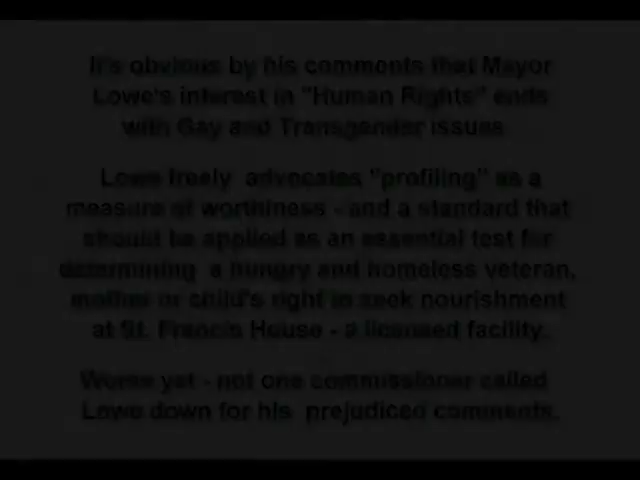 It's obvious by his comments that Mayor
Lowe's interest in "Human Rights" ends
with Gay and Transgender issues.
Lowe freely advocates "profiling" as a
measure of worthiness - and a standard that
should be applied as an essential test for
determining a hungry and homeless veteran,
mother or child's right to seek nourishment
at St. Francis House - a licensed facility.
Worse yet - not one commissioner called
Lowe down for his prejudiced comments.